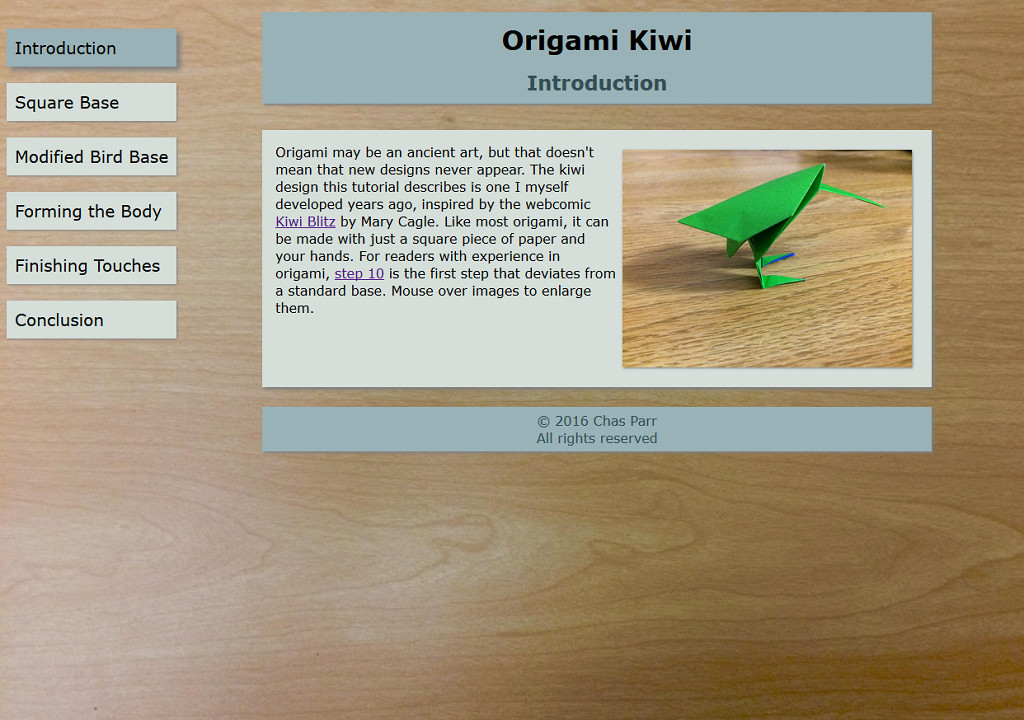 Introduction
Square Base
Modified Bird Base
Forming the Body
Finishing Touches
Conclusion
Origami Kiwi
Introduction
Origami may be an ancient art, but that doesn't
mean that new designs never appear. The kiwi
design this tutorial describes is one I myself
developed years ago, inspired by the webcomic
Kiwi Blitz by Mary Cagle. Like most origami, it can
be made with just a square piece of paper and
your hands. For readers with experience in
origami, step 10 is the first step that deviates from
a standard base. Mouse over images to enlarge
them.
© 2016 Chas Parr
All rights reserved